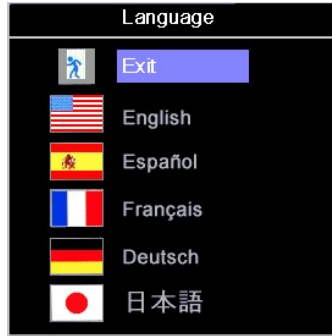 Language
Exit
English
Español
Français
Deutsch
日本語